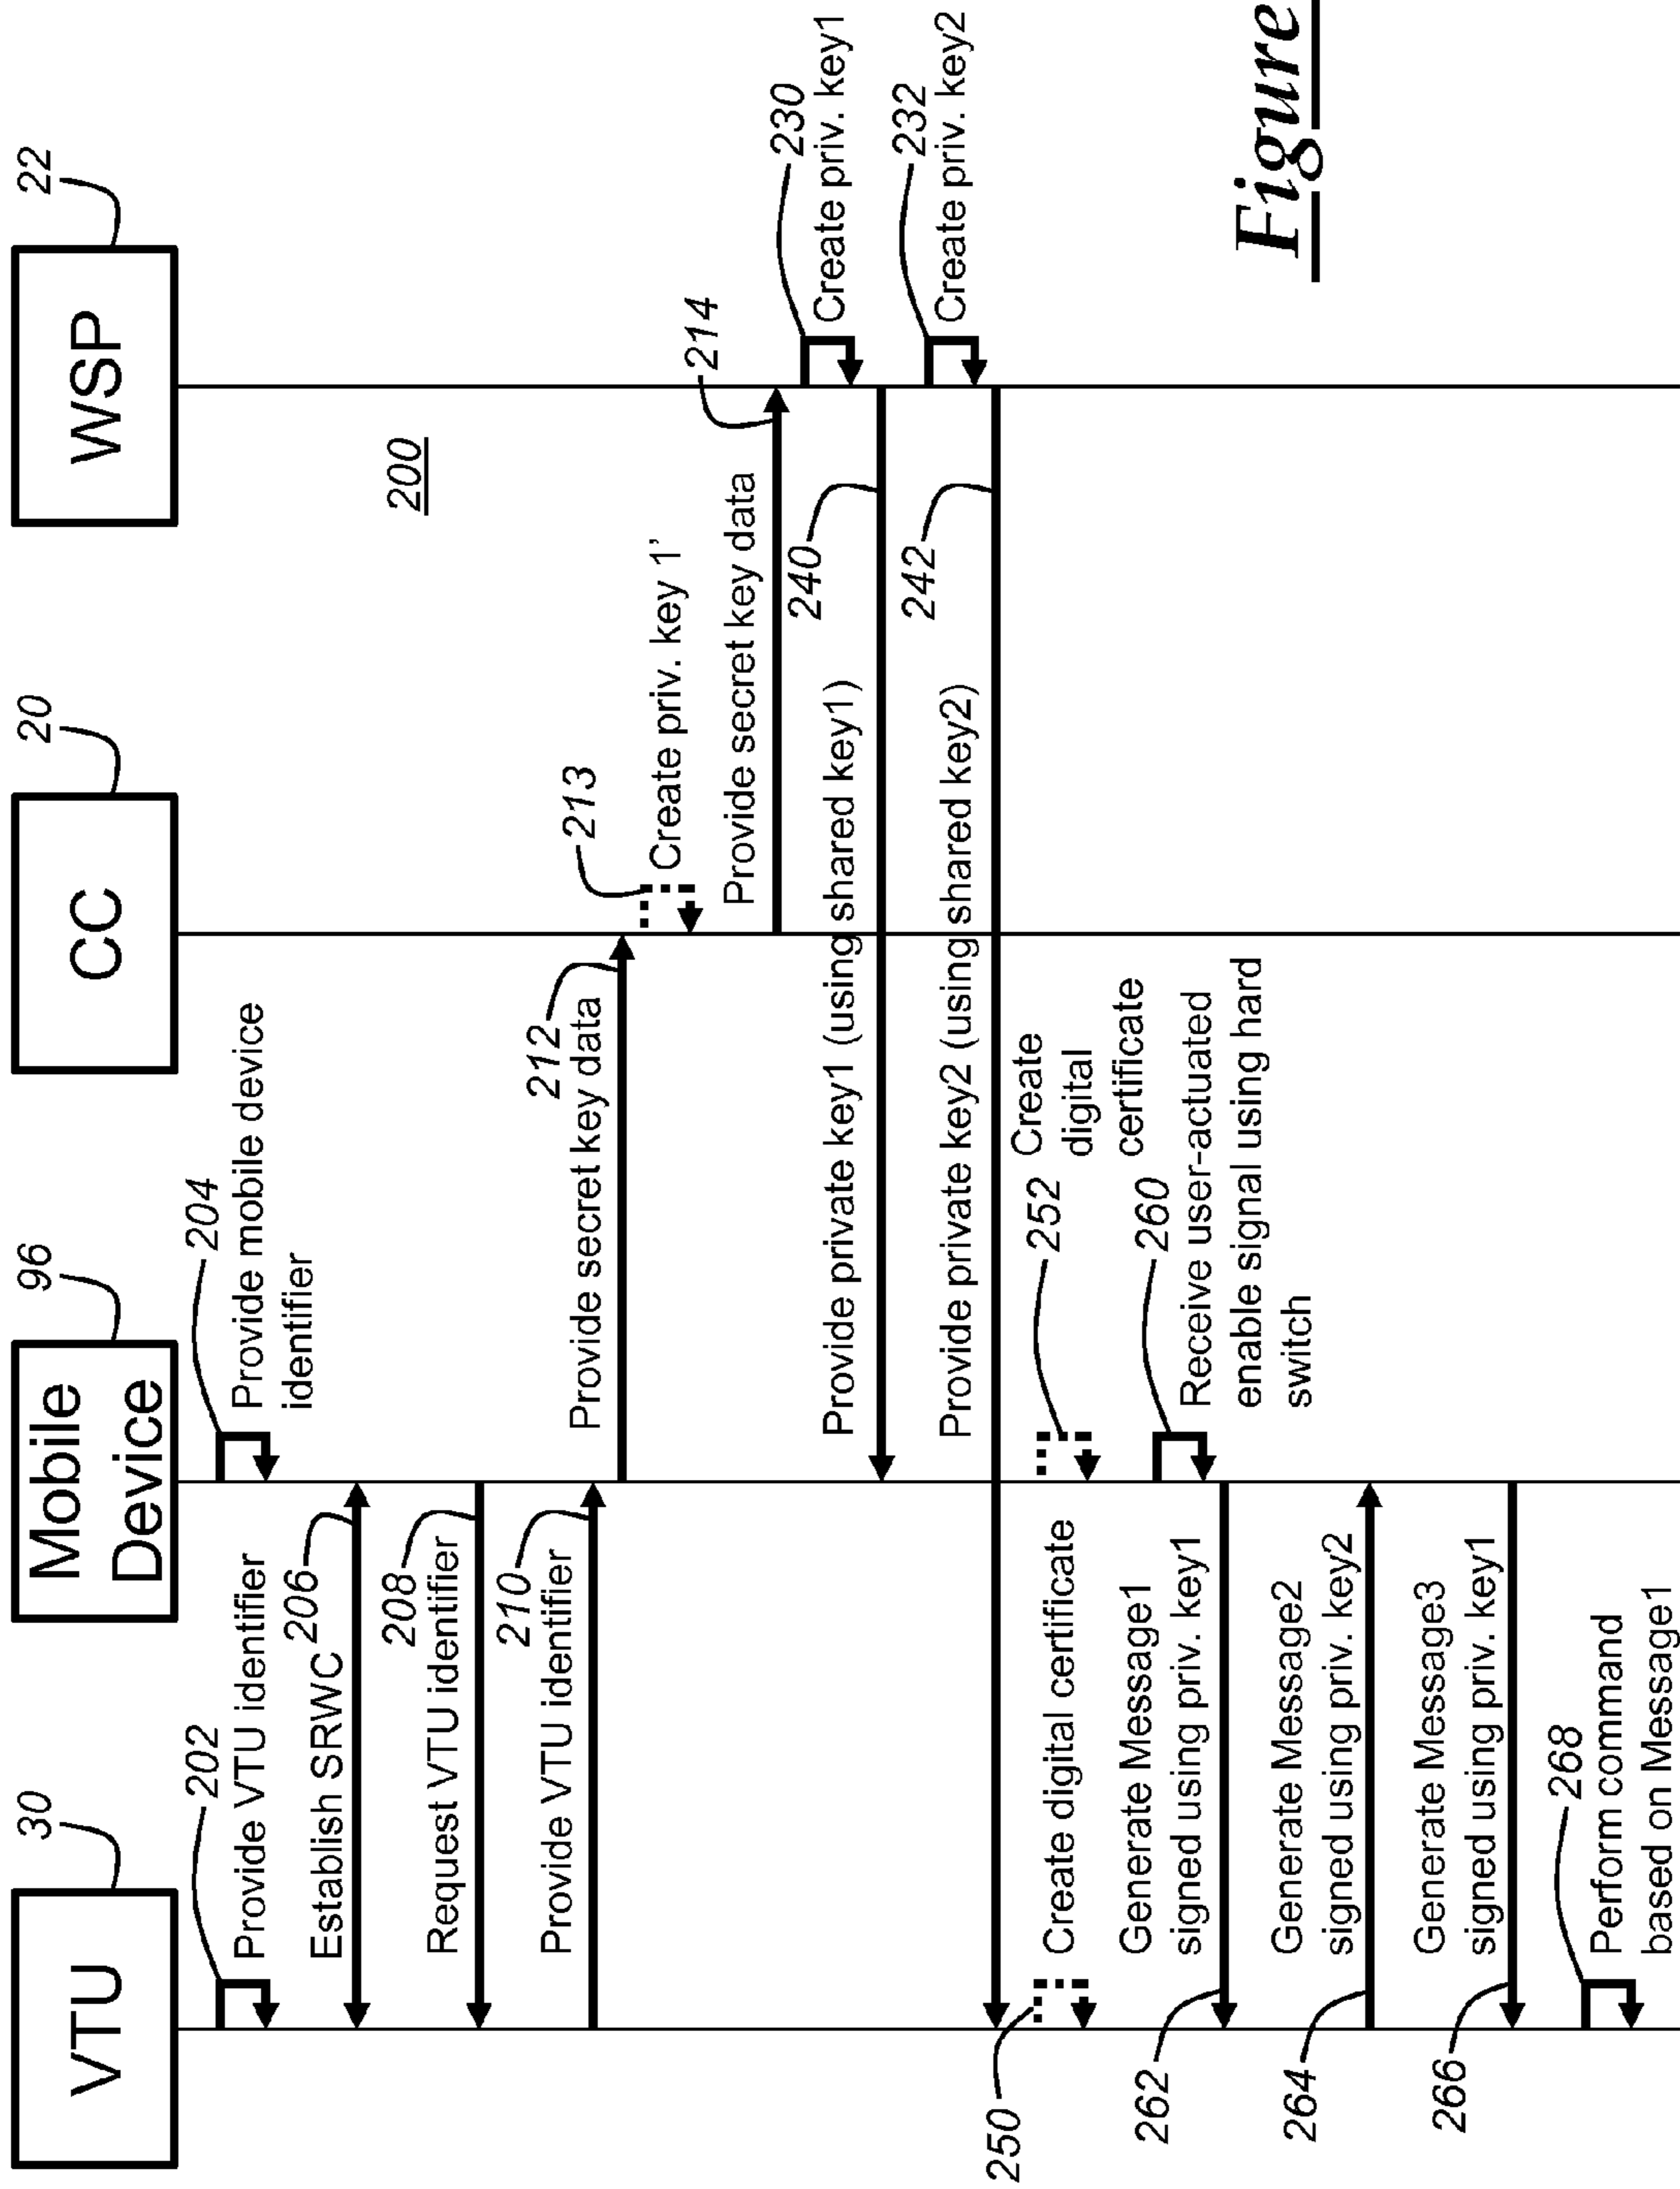 VTU
30
Mobile
Device
96
CC
20
WSP
22
200
202
Provide VTU identifier
204
Provide mobile device
identifier
Establish SRWC
206
208
Request VTU identifier
210
Provide VTU identifier
212
Provide secret key data
213
Create priv. key 1’
214
Provide secret key data
230
Create priv. key1
240
Provide private key1 (using shared key1)
232
Create priv. key2
242
Provide private key2 (using shared key2)
250
Create digital certificate
252
Create
digital
certificate
260
Receive user-actuated
enable signal using hard
switch
262
Generate Message1
signed using priv. key1
264
Generate Message2
signed using priv. key2
266
Generate Message3
signed using priv. key1
268
Perform command
based on Message1
Figure